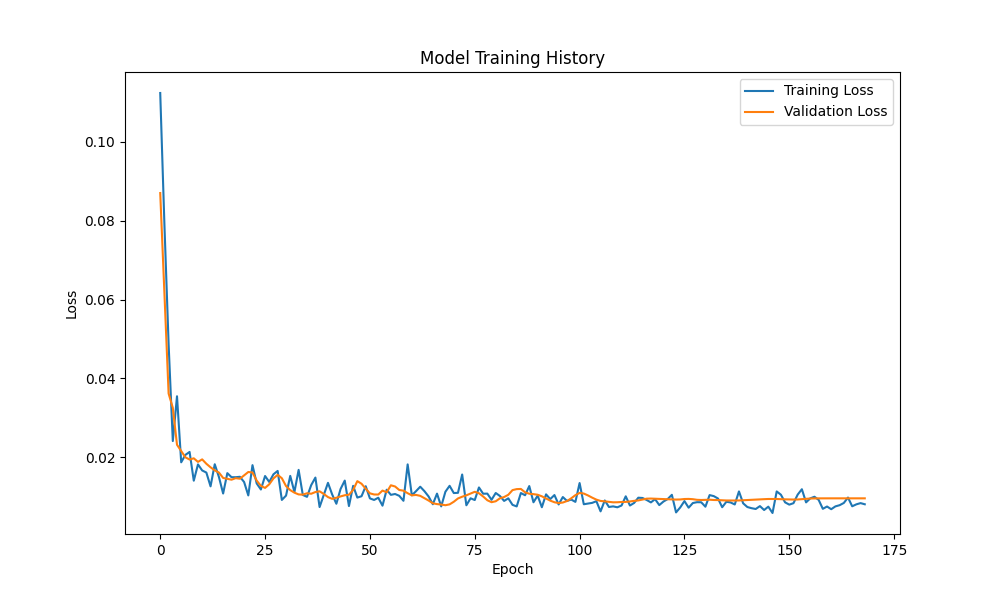 Model Training History
Training Loss
Validation Loss
0.10
0.08
0.06
0.04
0.02
Loss
0
25
50
75
100
125
150
175
Epoch